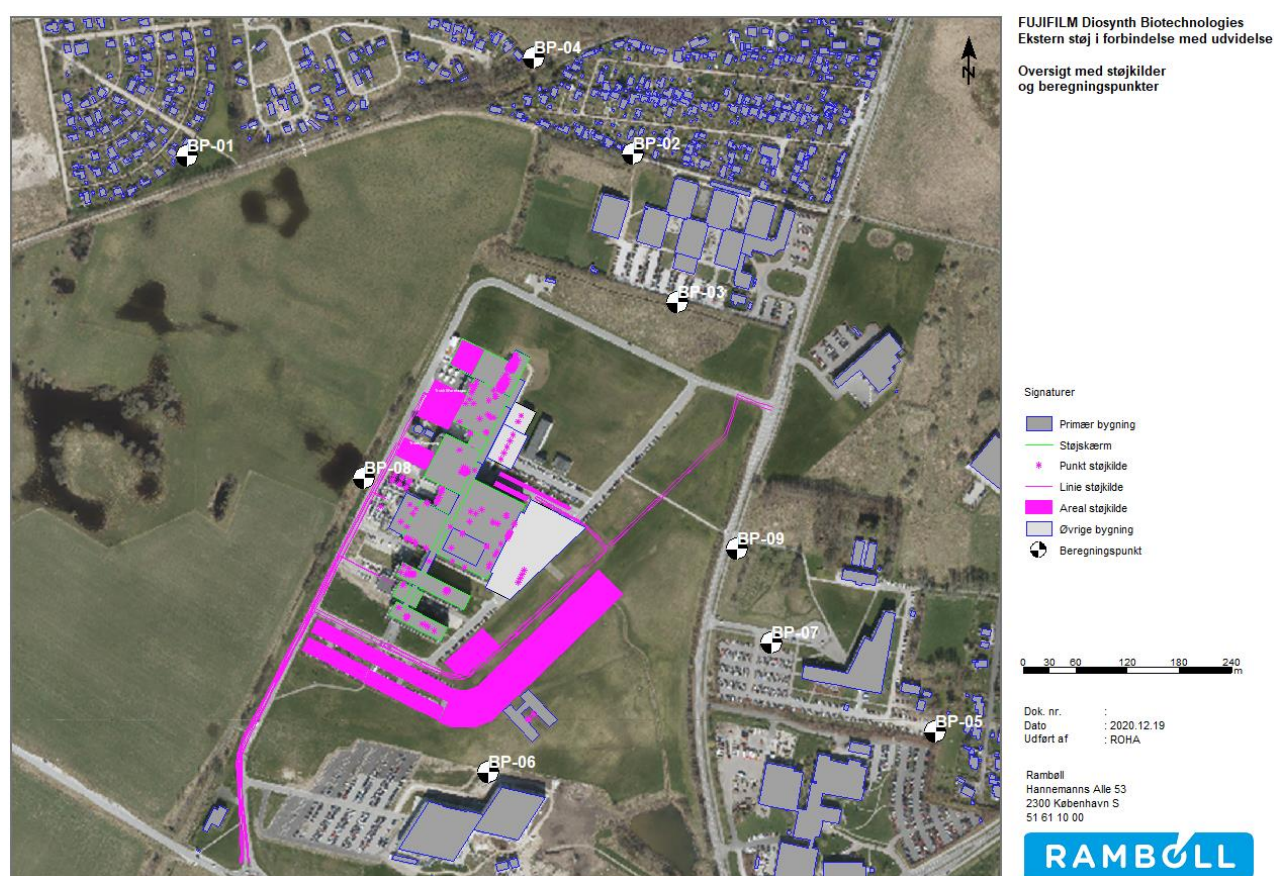 FUJIFILM Diosynth Biotechnologies
Ekstern støj i forbindelse med udvidelse
Oversigt med støjkilder
og beregningspunkter
BP-04
BP-01
BP-02
BP-03
BP-08
BP-09
BP-07
BP-05
BP-06
N
Signaturer
Primær bygning
Støjskærm
Punkt støjkilde
Linie støjkilde
Areal støjkilde
Øvrige bygning
Beregningspunkt
0 30 60 120 180 240
m
Dok. nr. :
Dato : 2020.12.19
Udført af : ROHA
Rambøll
Hannemanns Alle 53
2300 København S
51 61 10 00
RAMBOLL